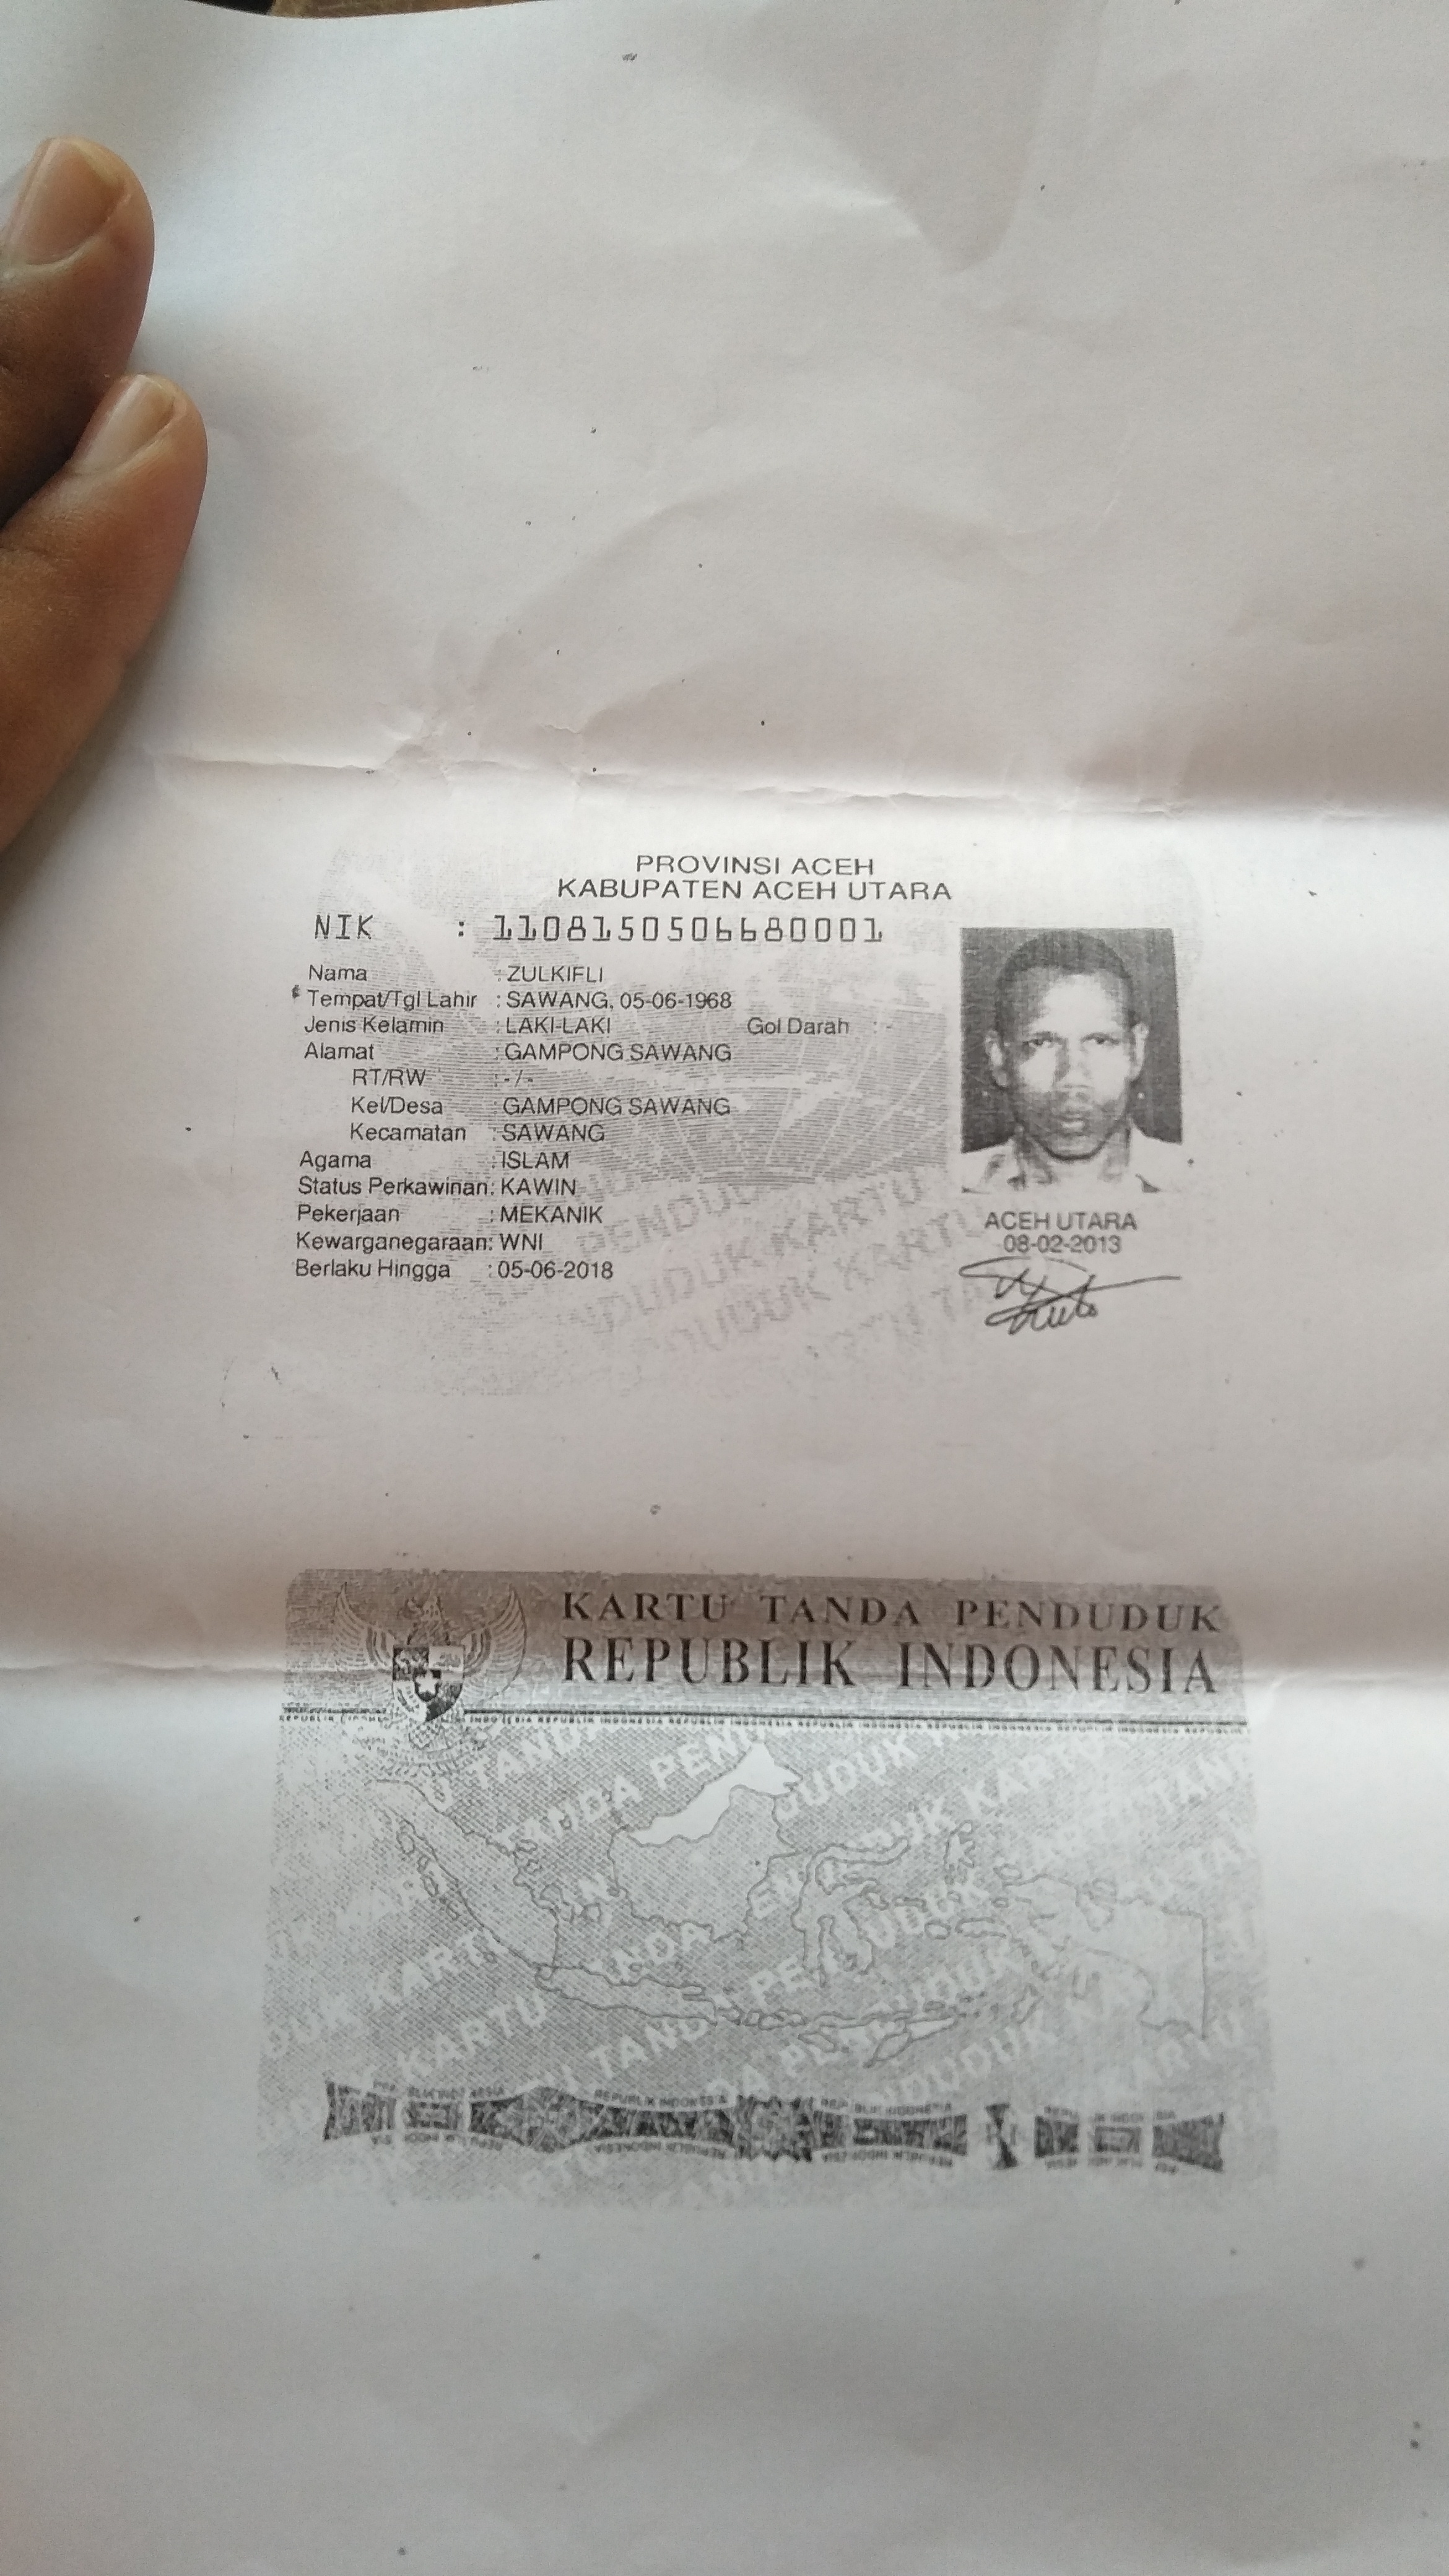 PROVINSI ACEH
KABUPATEN ACEH UTARA
NIK : 1108150506680001
Nama : ZULKIFLI
Tempat/Tgl Lahir : SAWANG, 05-06-1968
Jenis Kelamin : LAKI-LAKI Gol Darah : -
Alamat : GAMPONG SAWANG
RT/RW : - / -
Kel/Desa : GAMPONG SAWANG
Kecamatan : SAWANG
Agama : ISLAM
Status Perkawinan: KAWIN
Pekerjaan : MEKANIK
Kewarganegaraan: WNI
Berlaku Hingga : 05-06-2018
ACEH UTARA
08-02-2013
KARTU TANDA PENDUDUK
REPUBLIK INDONESIA